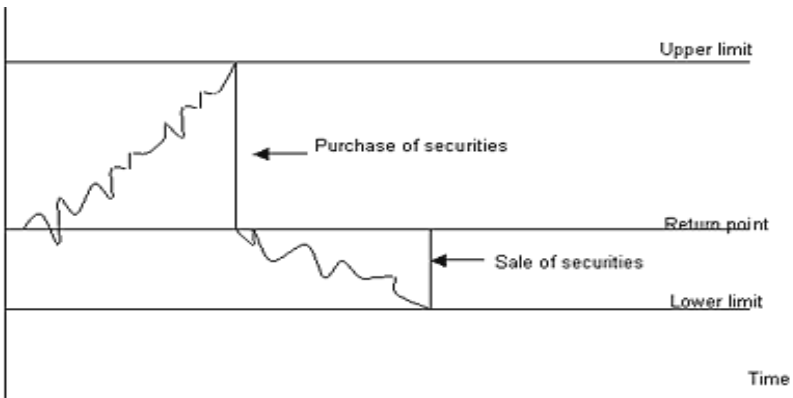 Upper limit
Purchase of securities
Return point
Sale of securities
Lower limit
Time